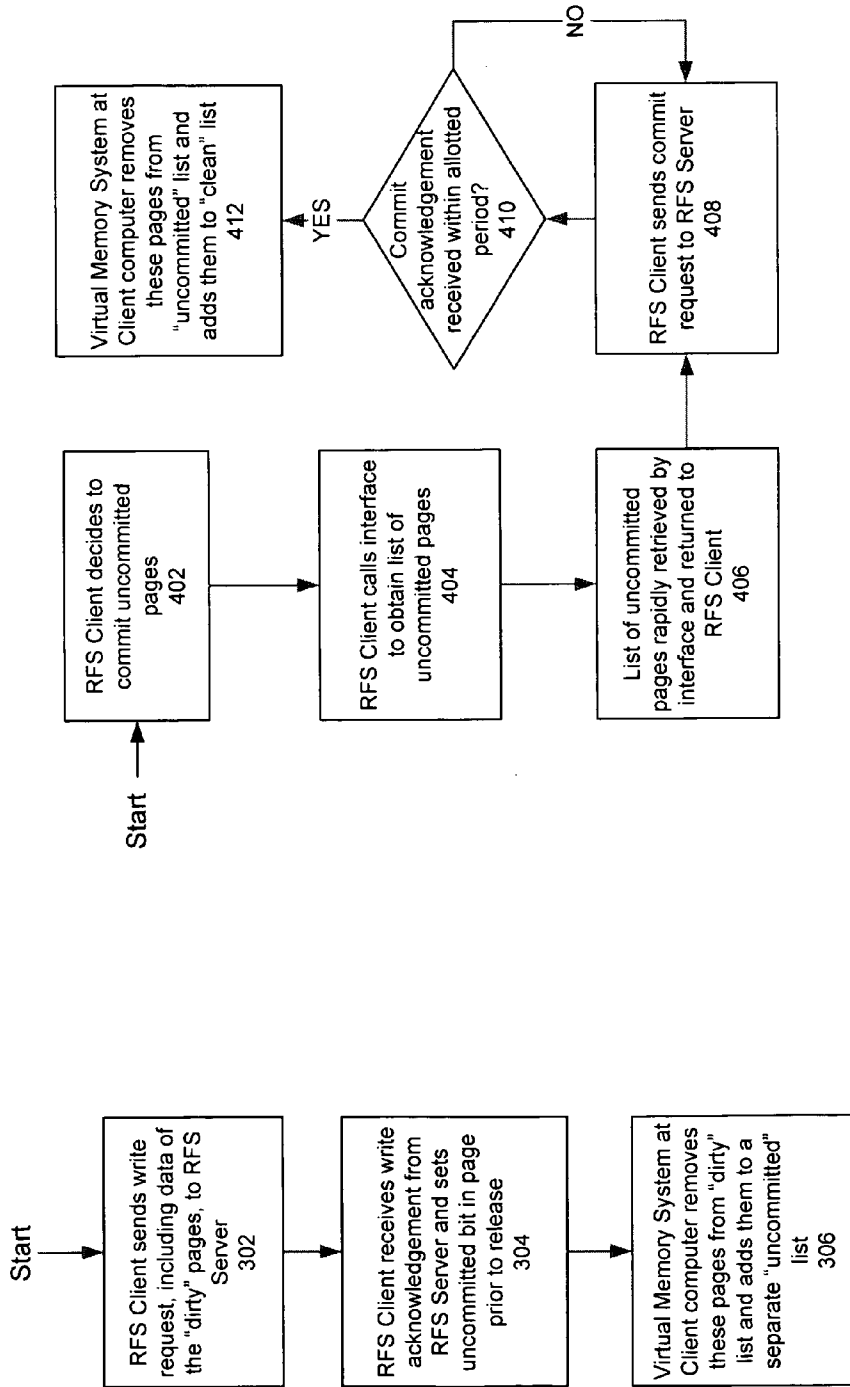 Start
RFS Client sends write
request, including data of
the “dirty” pages, to RFS
Server
302
RFS Client receives write
acknowledgement from
RFS Server and sets
uncommitted bit in page
prior to release
304
Virtual Memory System at
Client computer removes
these pages from “dirty”
list and adds them to a
separate “uncommitted”
list
306
Start
RFS Client decides to
commit uncommitted
pages
402
RFS Client calls interface
to obtain list of
uncommitted pages
404
List of uncommitted
pages rapidly retrieved by
interface and returned to
RFS Client
406
RFS Client sends commit
request to RFS Server
408
Commit
acknowledgement
received within allotted
period?
410
NO
YES
Virtual Memory System at
Client computer removes
these pages from
“uncommitted” list and
adds them to “clean” list
412